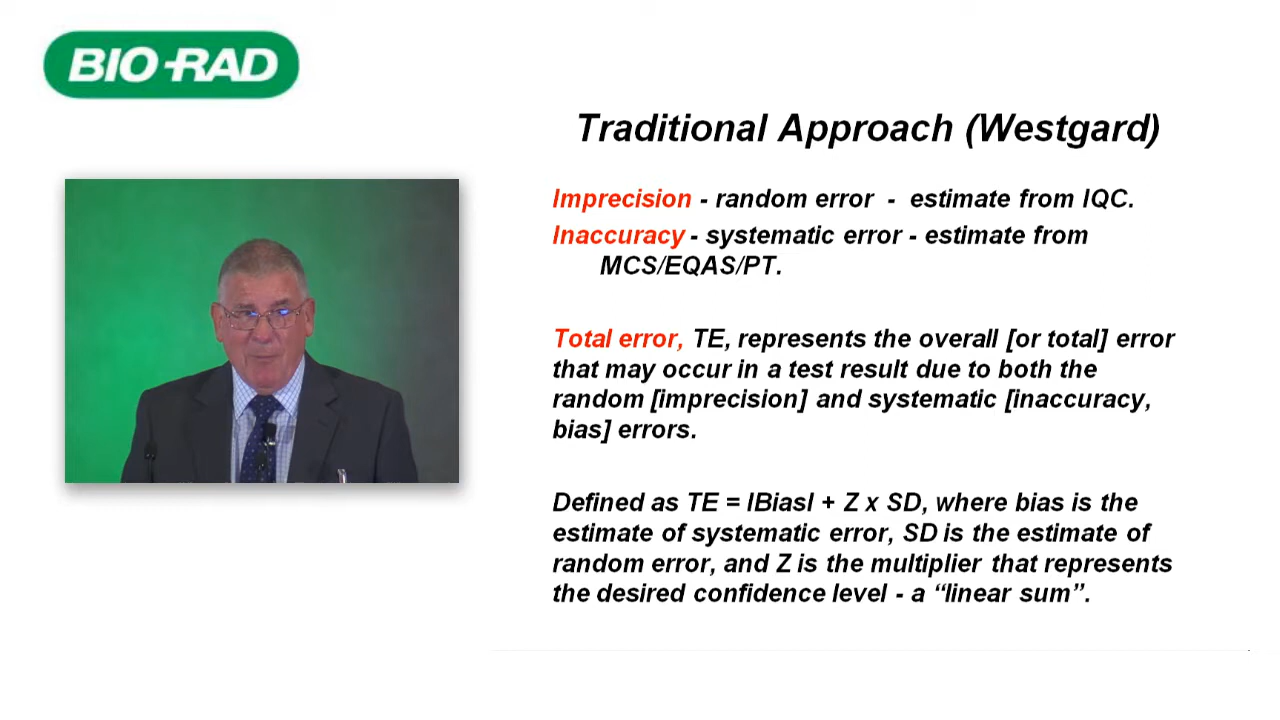 BIO-RAD
Traditional Approach (Westgard)
Imprecision - random error - estimate from IQC.
Inaccuracy - systematic error - estimate from
MCS/EQAS/PT.
Total error, TE, represents the overall [or total] error
that may occur in a test result due to both the
random [imprecision] and systematic [inaccuracy,
bias] errors.
Defined as TE = lBiasl + Z x SD, where bias is the
estimate of systematic error, SD is the estimate of
random error, and Z is the multiplier that represents
the desired confidence level - a “linear sum”.